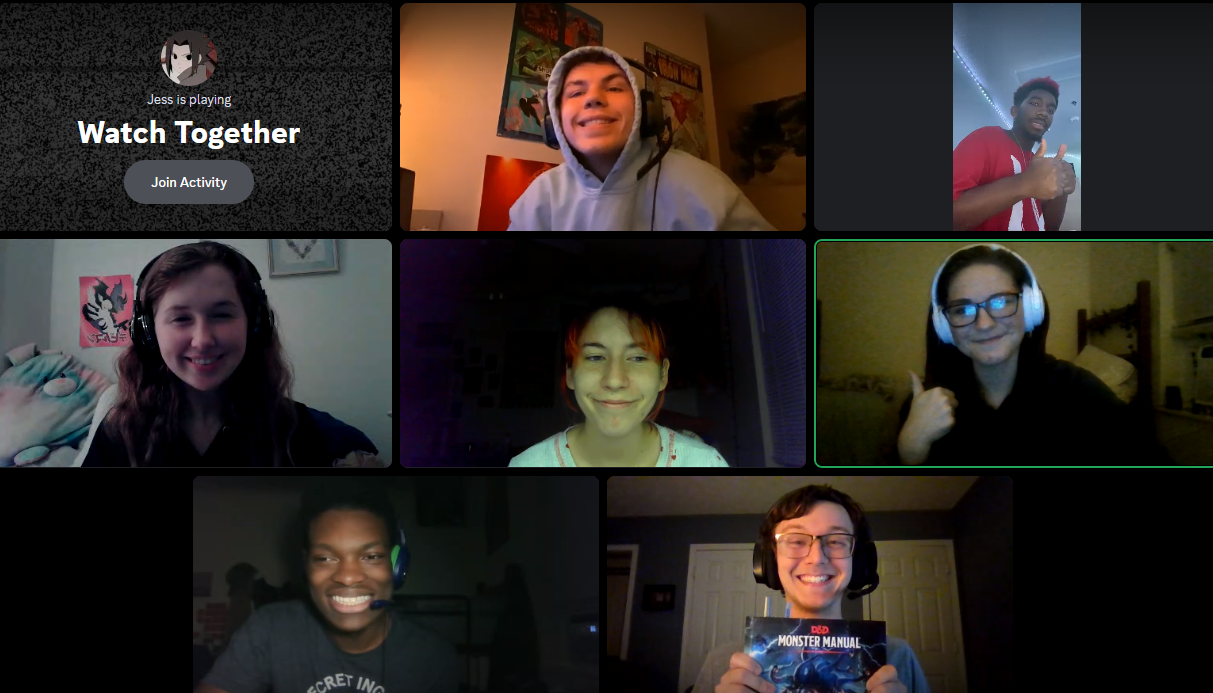 Jess is playing
Watch Together
Join Activity
D&D
MONSTER MANUAL